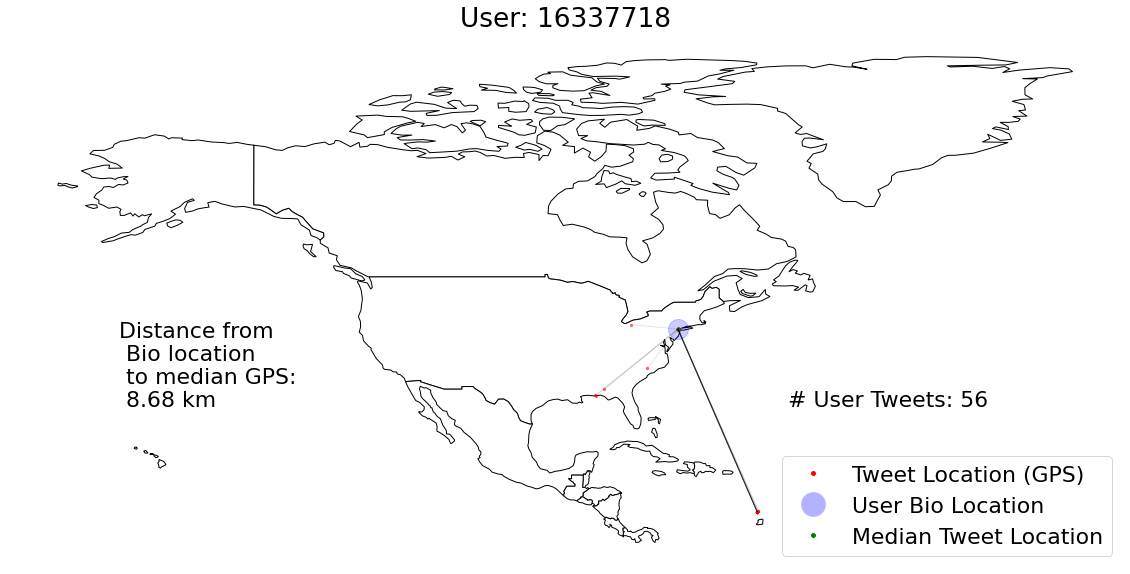 User: 16337718
Distance from
Bio location
to median GPS:
8.68 km
# User Tweets: 56
Tweet Location (GPS)
User Bio Location
Median Tweet Location